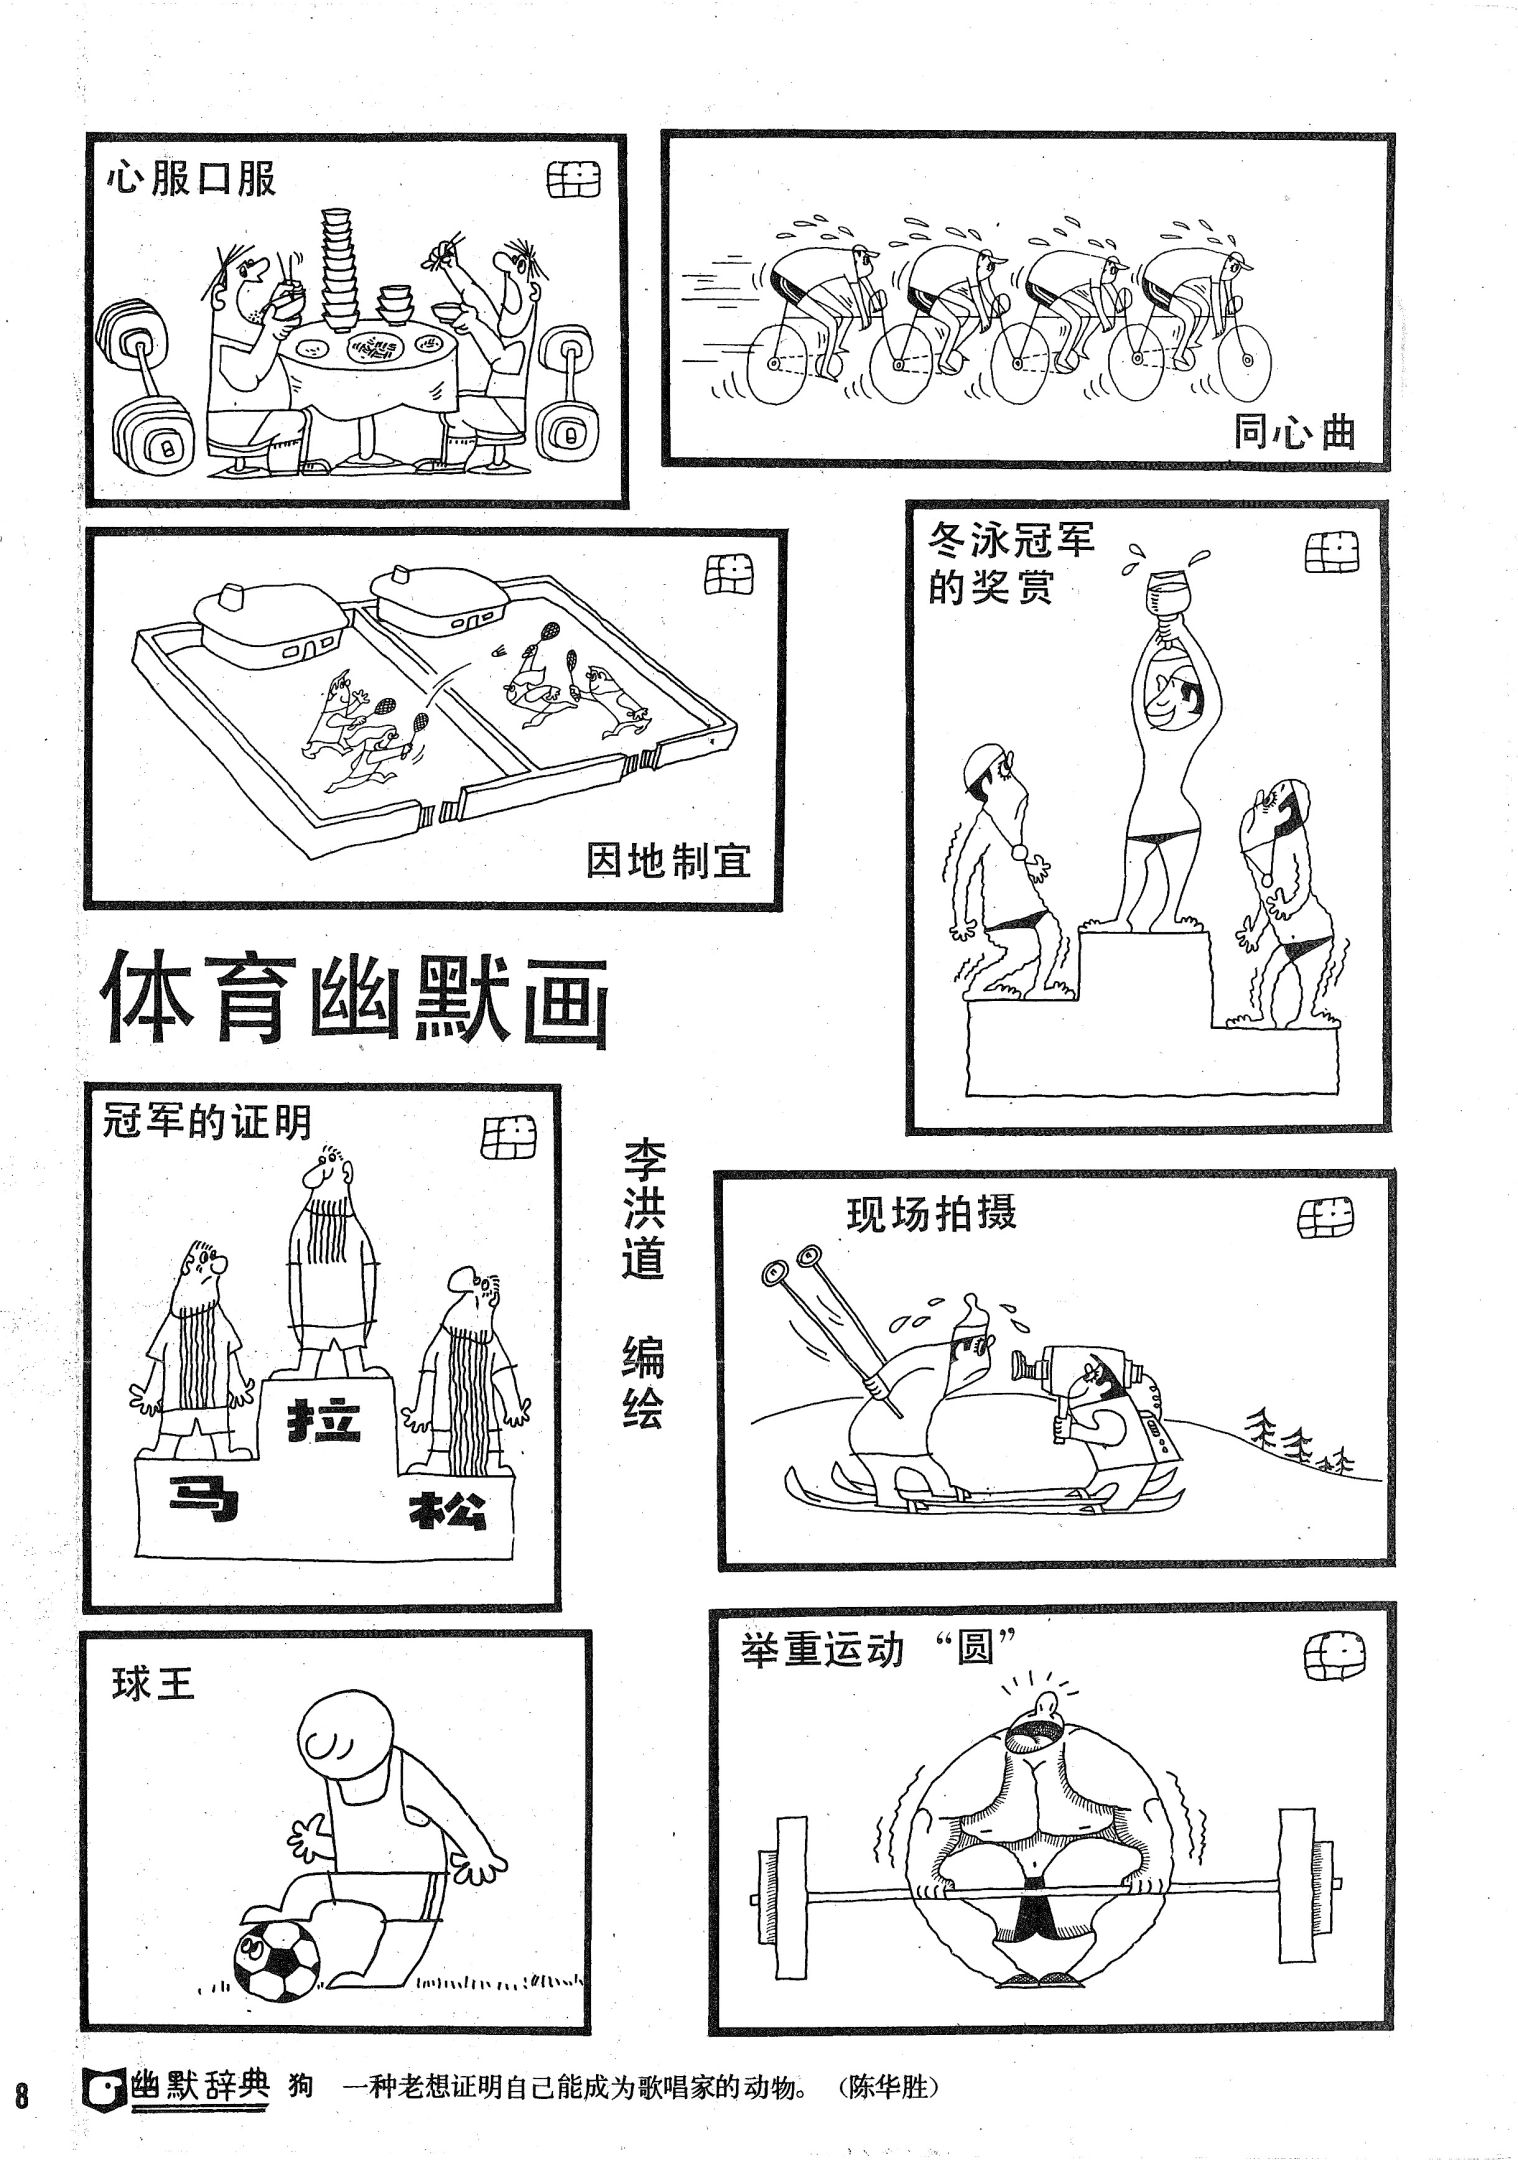 心服口服
同心曲
冬泳冠军
的奖赏
因地制宜
体育幽默画
李洪道 编绘
冠军的证明
拉
马
松
现场拍摄
球王
举重运动“圆”
8
幽默辞典 狗 一种老想证明自己能成为歌唱家的动物。（陈华胜）